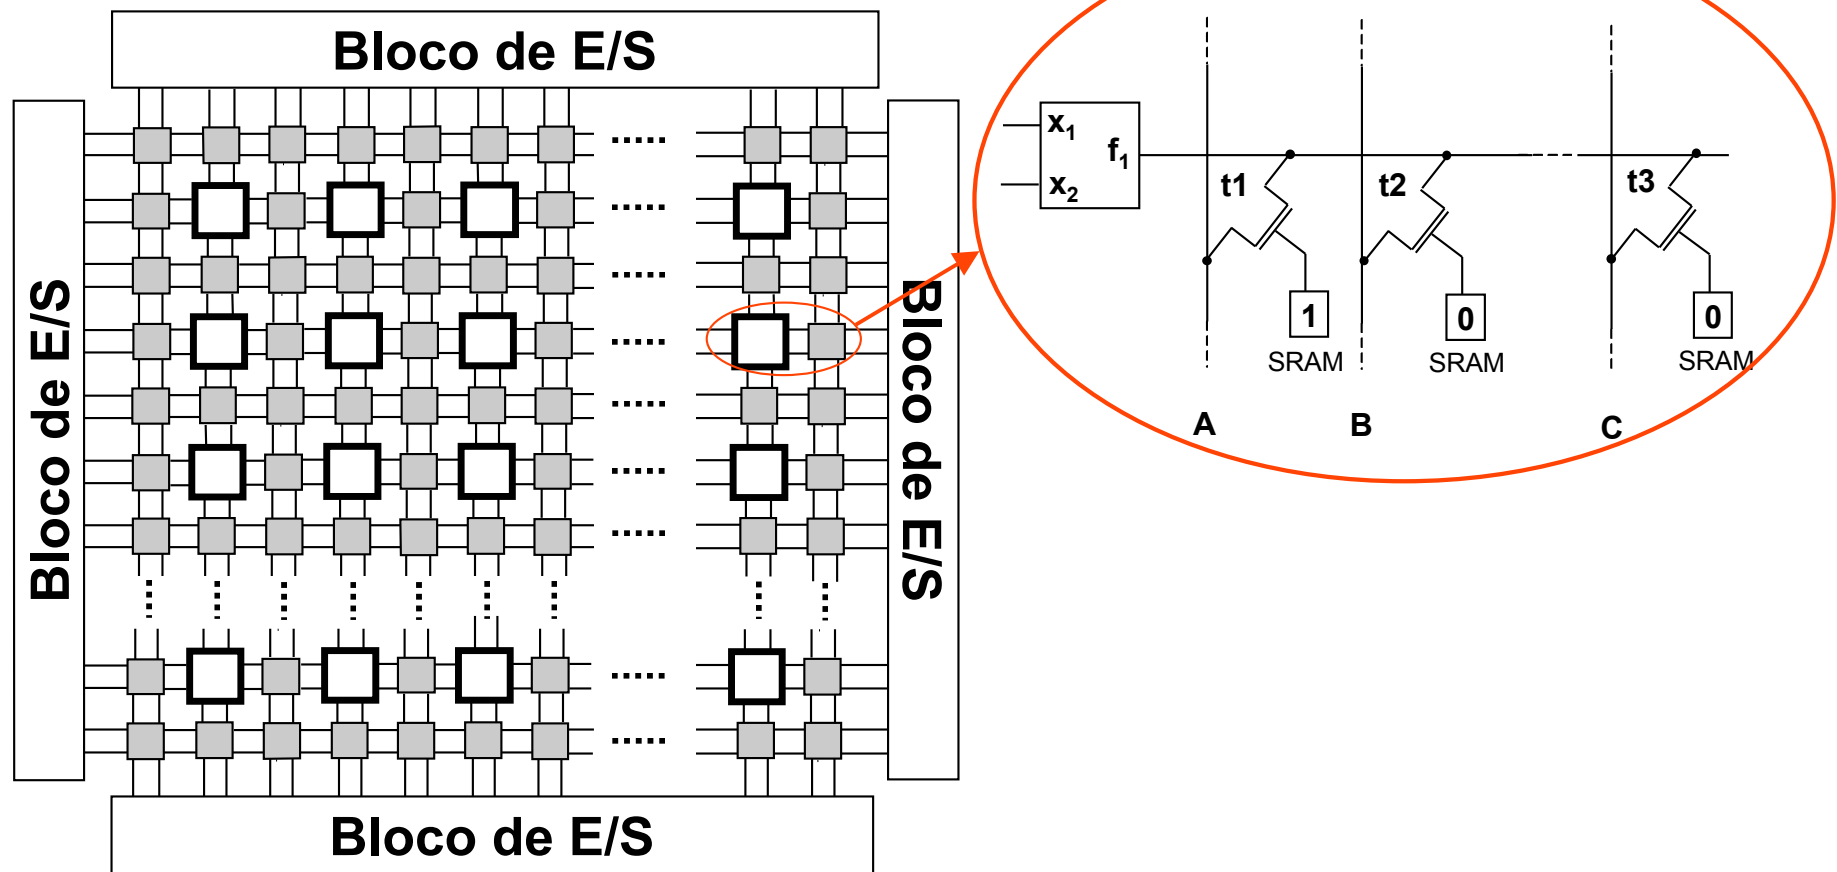 Bloco de E/S
Bloco de E/S
Bloco de E/S
Bloco de E/S
x1
x2
f1
t1
t2
t3
1
0
0
SRAM
SRAM
SRAM
A
B
C